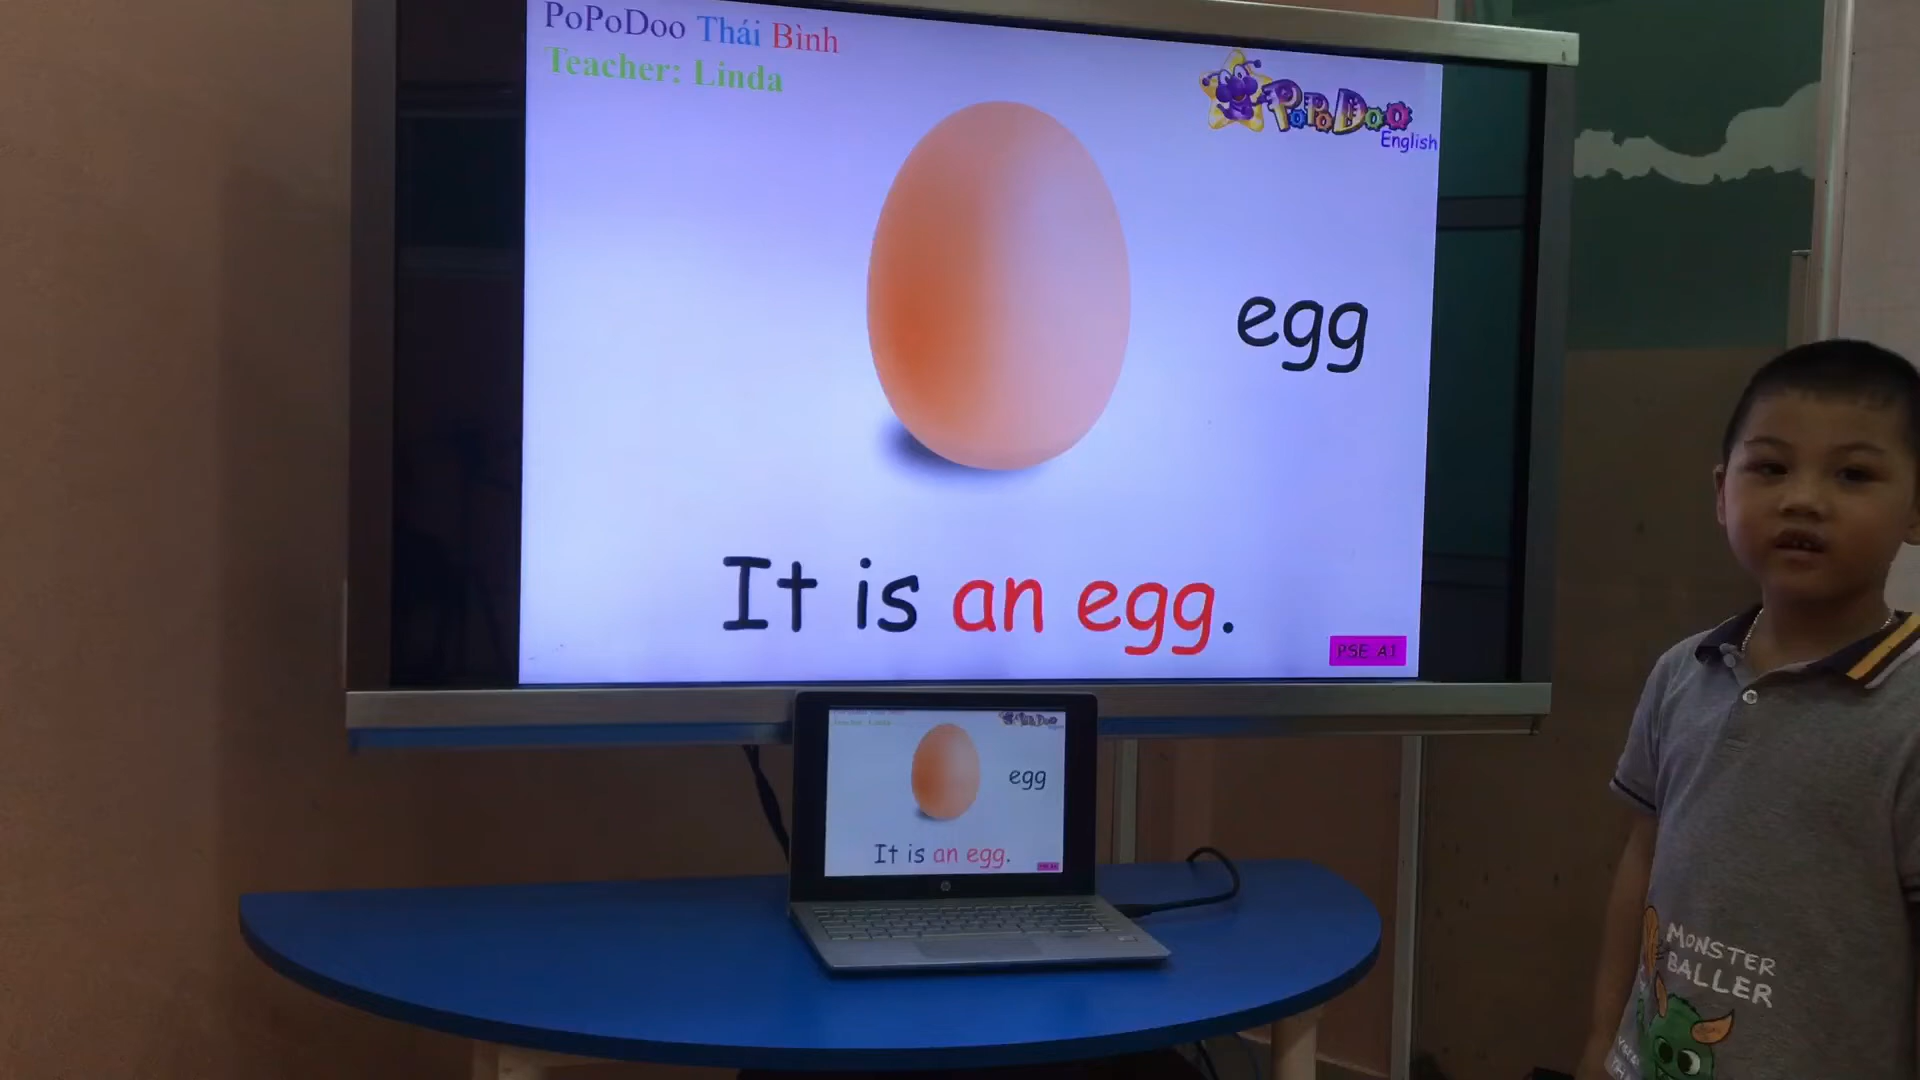 PoPoDoo Thái Bình
Teacher: Linda
PoPoDoo
English
egg
It is an egg.
PSE A1
egg
It is an egg.
MONSTER
BALLER